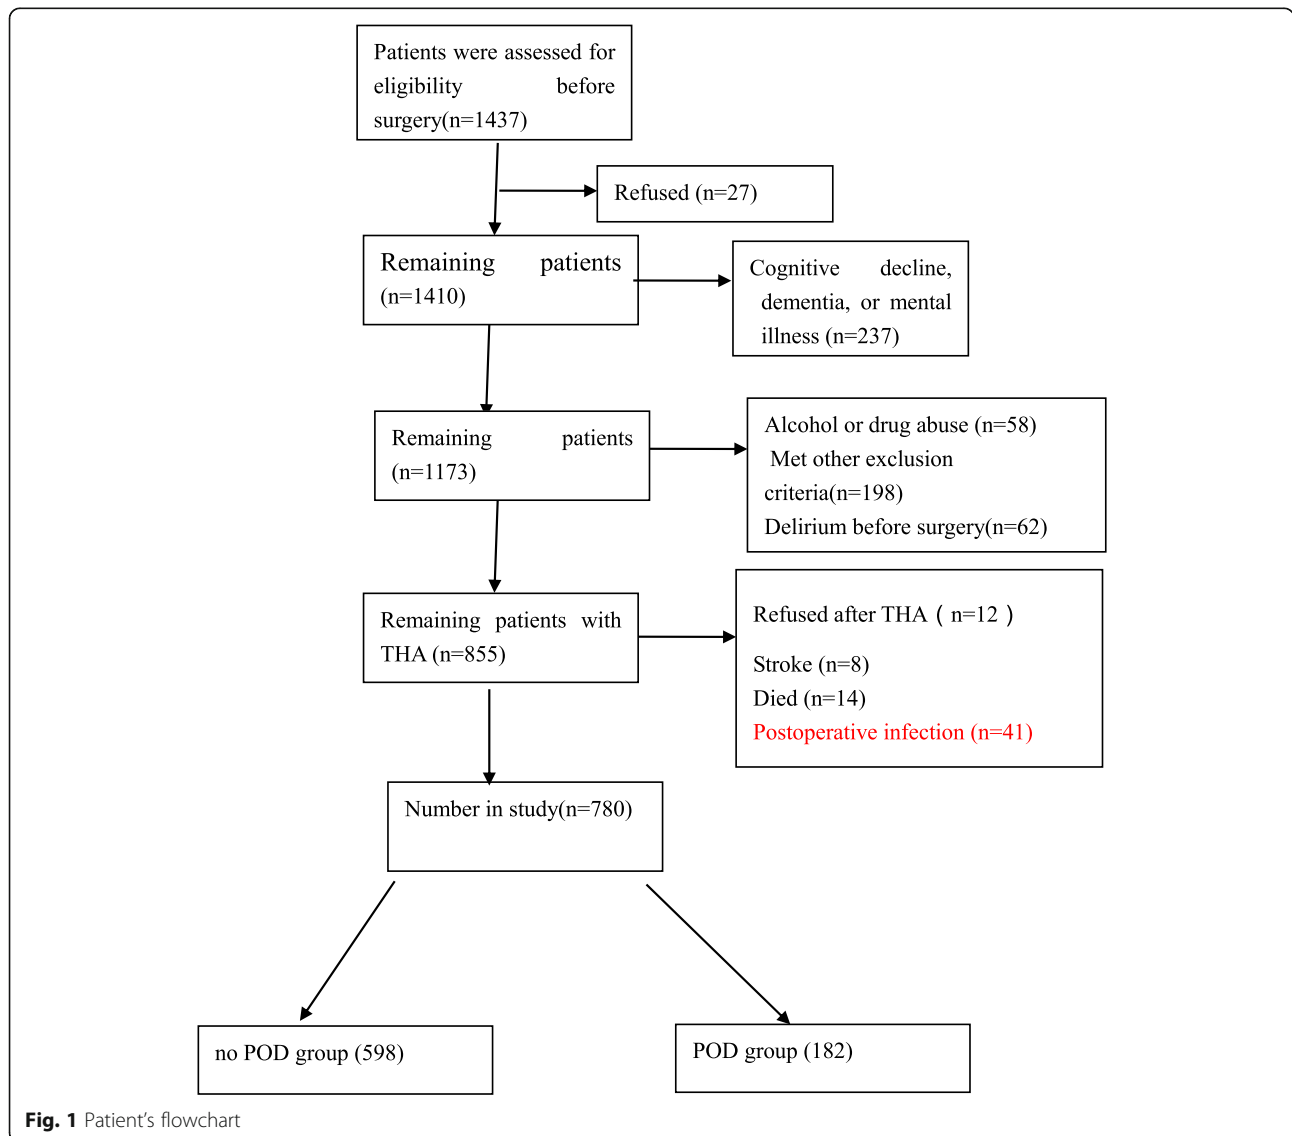 Patients were assessed for
eligibility before
surgery(n=1437)
Refused (n=27)
Remaining patients
(n=1410)
Cognitive decline,
dementia, or mental
illness (n=237)
Remaining patients
(n=1173)
Alcohol or drug abuse (n=58)
Met other exclusion
criteria(n=198)
Delirium before surgery(n=62)
Remaining patients with
THA (n=855)
Refused after THA ( n=12 )
Stroke (n=8)
Died (n=14)
Postoperative infection (n=41)
Number in study(n=780)
no POD group (598)
POD group (182)
Fig. 1 Patient's flowchart